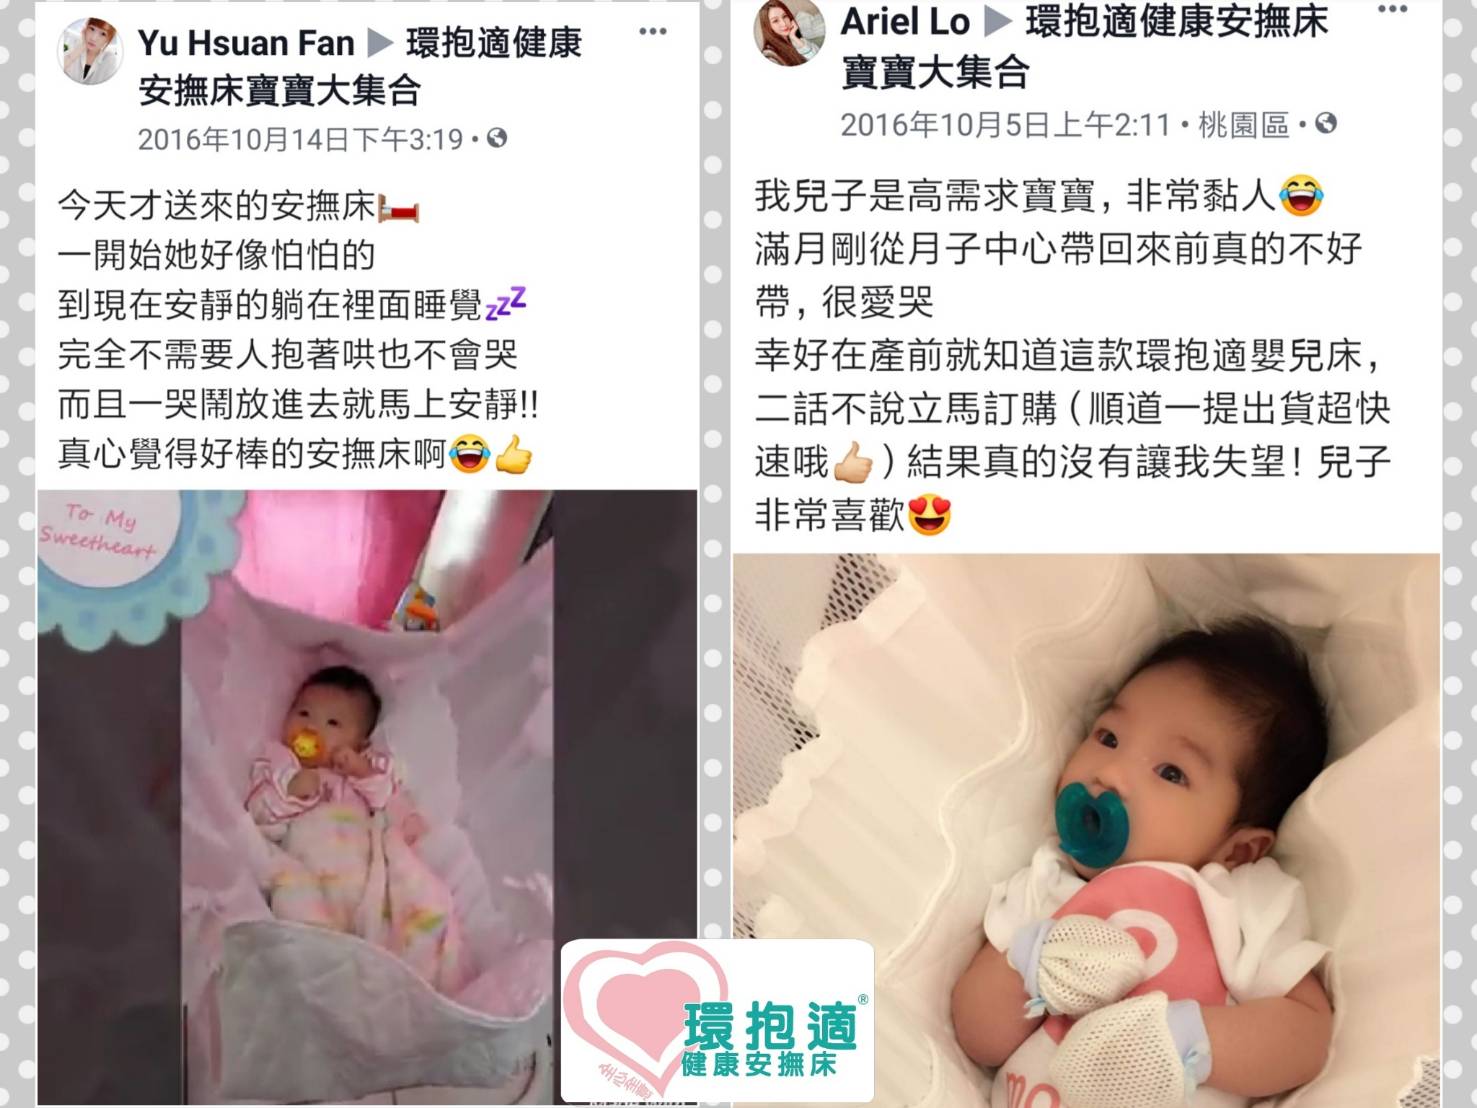 Yu Hsuan Fan ▶ 環抱適健康
安撫床寶寶大集合
2016年10月14日下午3:19 •
今天才送來的安撫床🛏
一開始她好像怕怕的
到現在安靜的躺在裡面睡覺💤
完全不需要人抱著哄也不會哭
而且一哭鬧放進去就馬上安靜!!
真心覺得好棒的安撫床啊😂👍
To My
Sweetheart
Ariel Lo ▶ 環抱適健康安撫床
寶寶大集合
2016年10月5日上午2:11 • 桃園區 •
我兒子是高需求寶寶，非常黏人😂
滿月剛從月子中心帶回來前真的不好
帶，很愛哭
幸好在產前就知道這款環抱適嬰兒床，
二話不說立馬訂購（順道一提出貨超快
速哦👍🏻）結果真的沒有讓我失望！兒子
非常喜歡😍
環抱適®
健康安撫床
全心全意